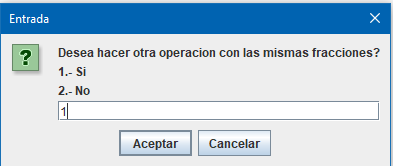 Entrada
Desea hacer otra operacion con las mismas fracciones?
1.- Si
2.- No
1
Aceptar Cancelar